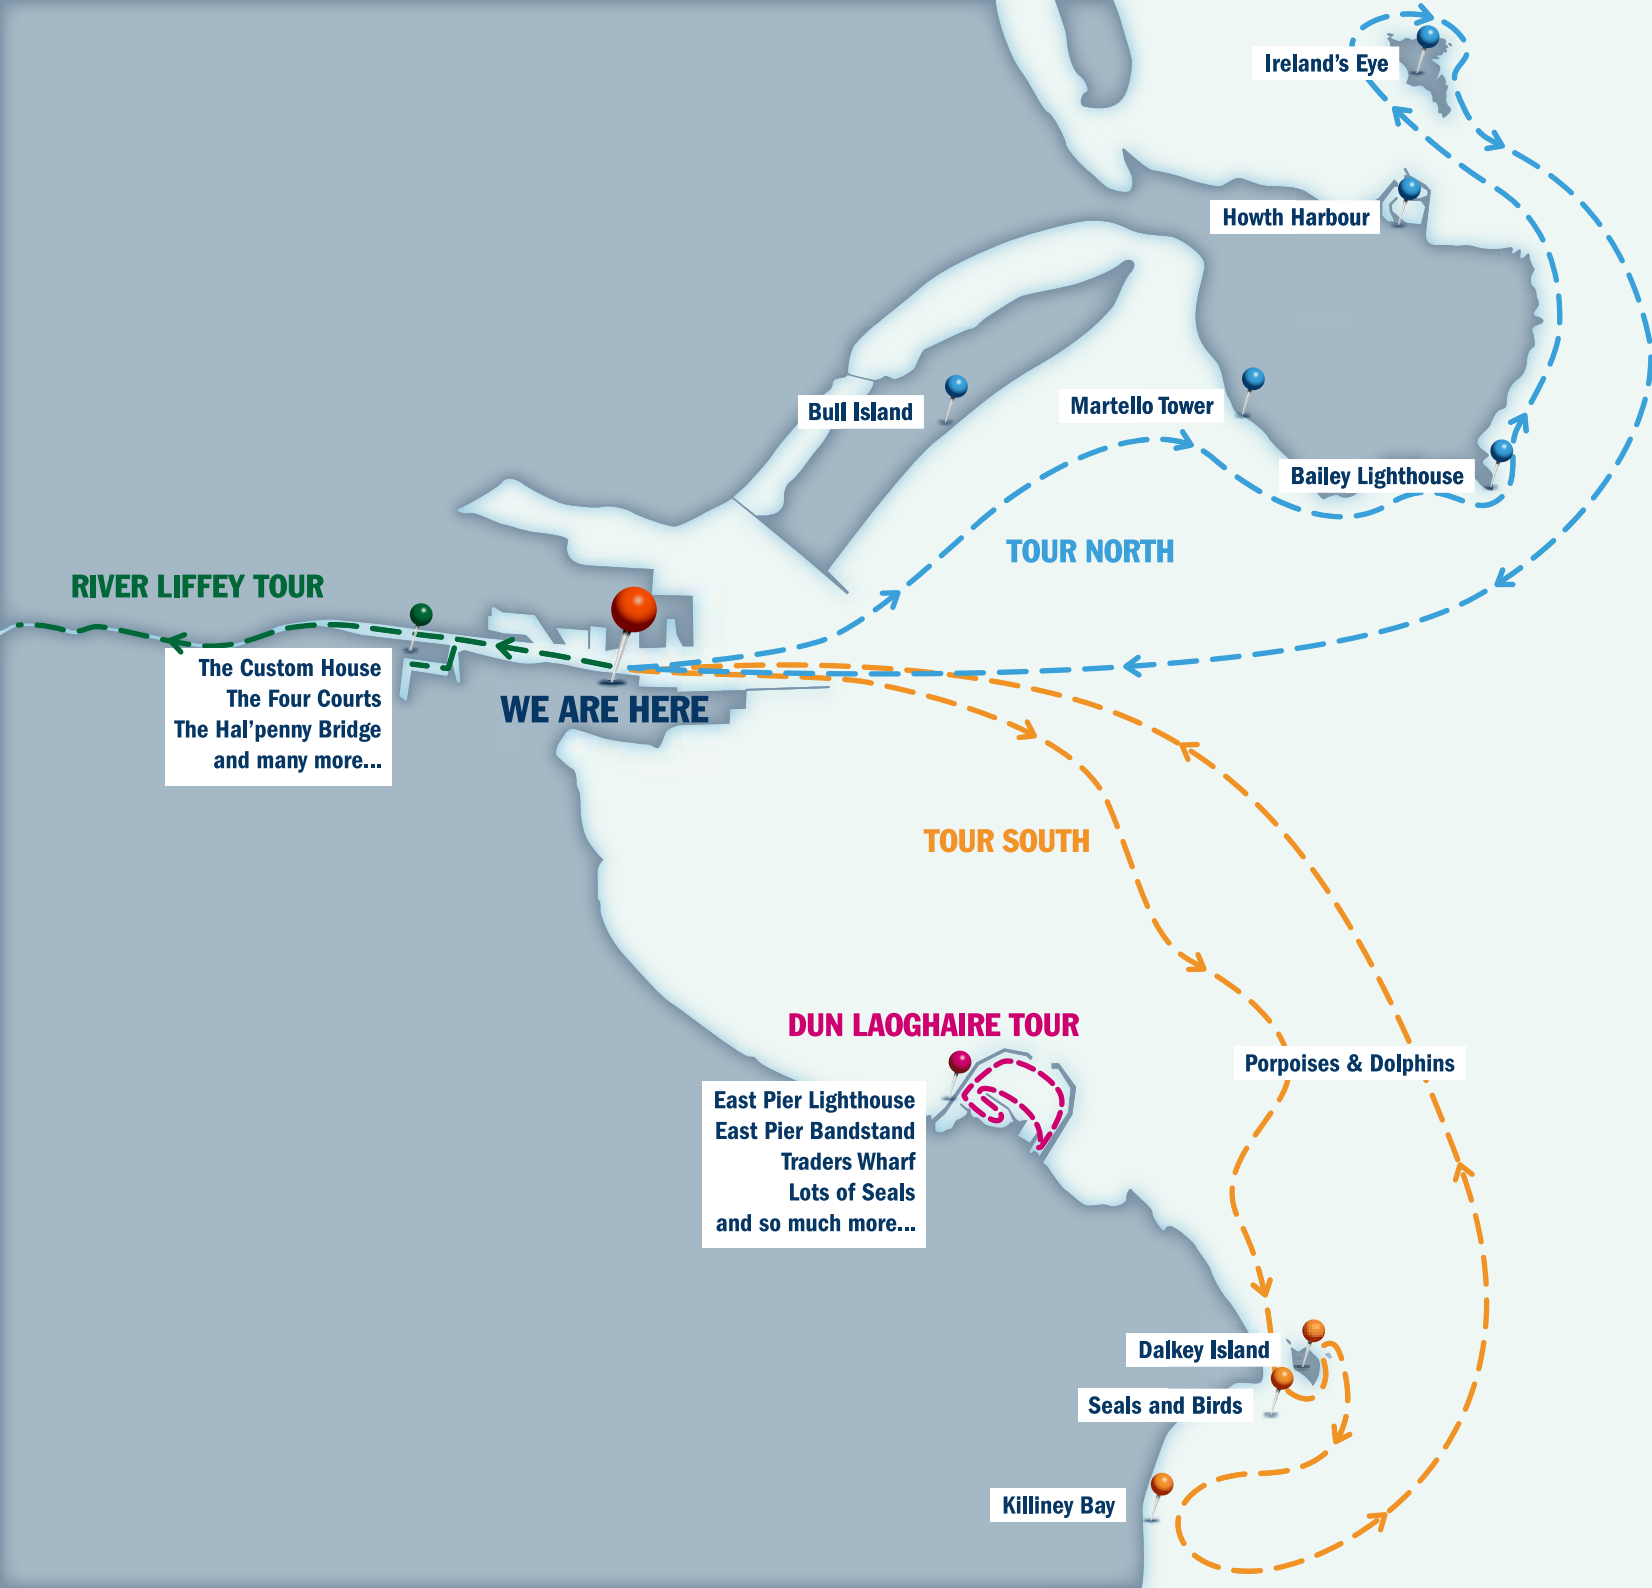 Ireland's Eye
Howth Harbour
Bull Island
Martello Tower
Bailey Lighthouse
TOUR NORTH
RIVER LIFFEY TOUR
The Custom House
The Four Courts
The Hal'penny Bridge
and many more...
WE ARE HERE
TOUR SOUTH
DUN LAOGHAIRE TOUR
East Pier Lighthouse
East Pier Bandstand
Traders Wharf
Lots of Seals
and so much more...
Porpoises & Dolphins
Dalkey Island
Seals and Birds
Killiney Bay